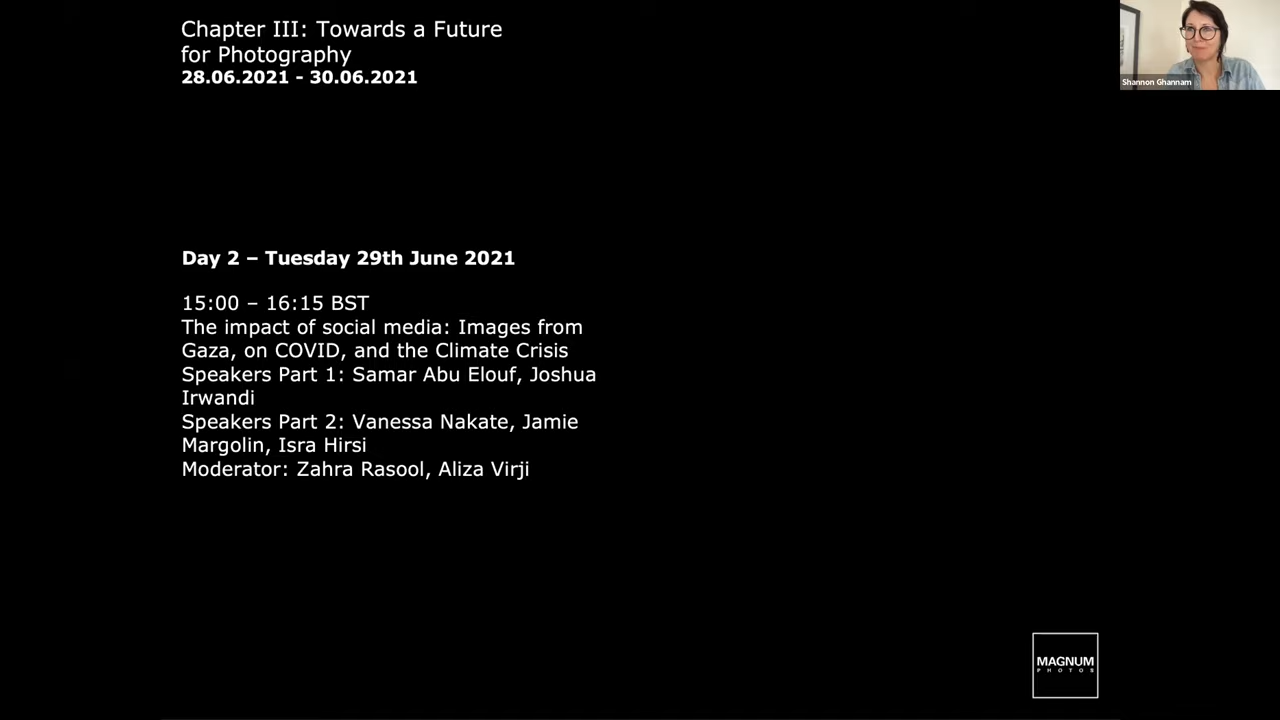 Chapter III: Towards a Future
for Photography
28.06.2021 - 30.06.2021
Shannon Ghannam
Day 2 – Tuesday 29th June 2021
15:00 – 16:15 BST
The impact of social media: Images from
Gaza, on COVID, and the Climate Crisis
Speakers Part 1: Samar Abu Elouf, Joshua
Irwandi
Speakers Part 2: Vanessa Nakate, Jamie
Margolin, Isra Hirsi
Moderator: Zahra Rasool, Aliza Virji
MAGNUM
PHOTOS